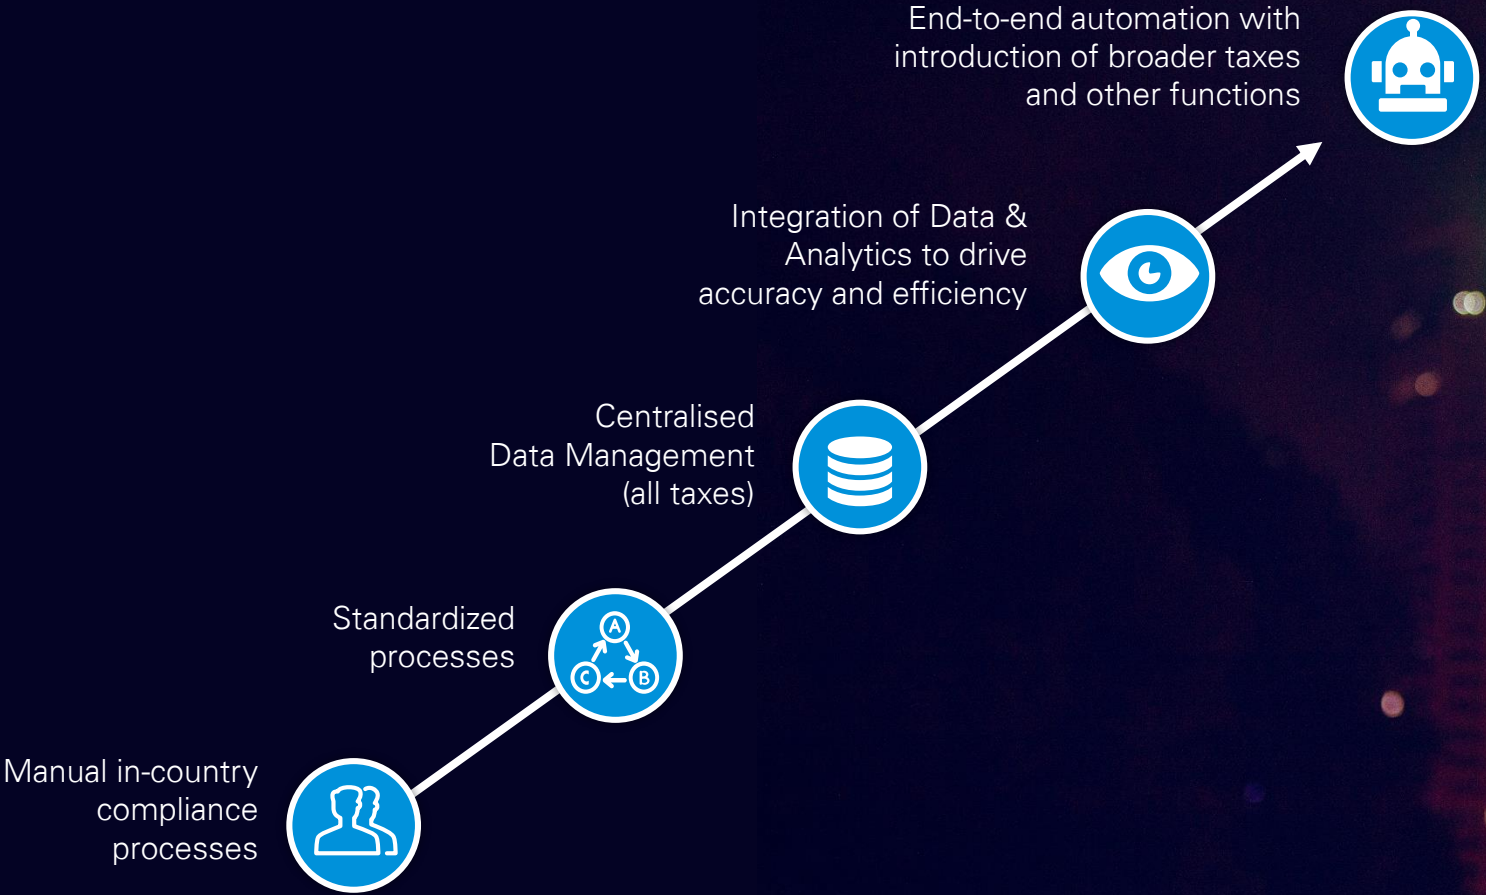 End-to-end automation with
introduction of broader taxes
and other functions
Integration of Data &
Analytics to drive
accuracy and efficiency
Centralised
Data Management
(all taxes)
Standardized
processes
A
C
B
Manual in-country
compliance
processes